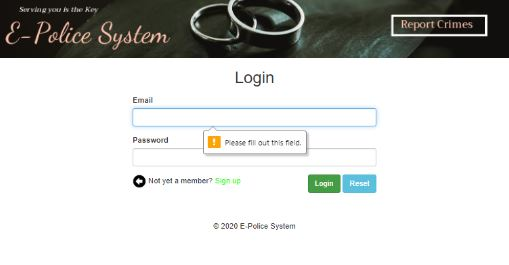 Serving you is the Key
E-Police System
Report Crimes
Login
Email
! Please fill out this field.
Password
Not yet a member? Sign up
Login Reset
© 2020 E-Police System